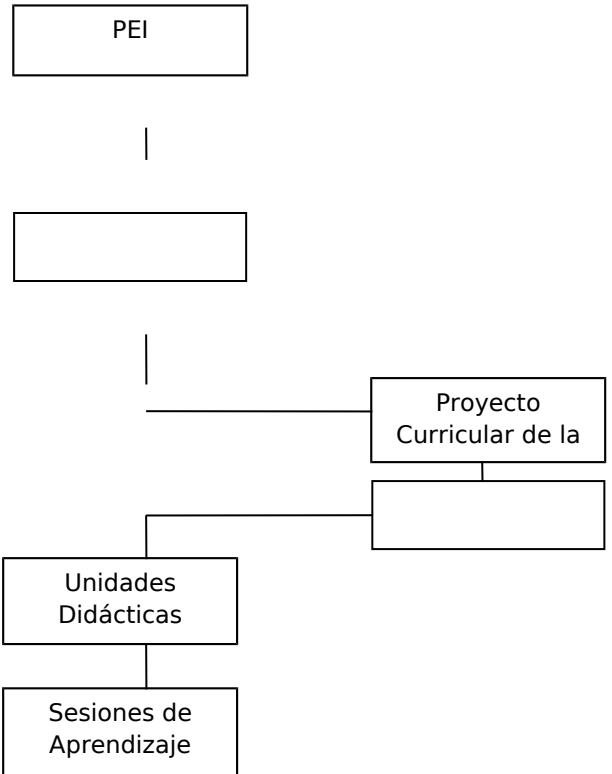 PEI
Proyecto
Curricular de la
Unidades
Didácticas
Sesiones de
Aprendizaje